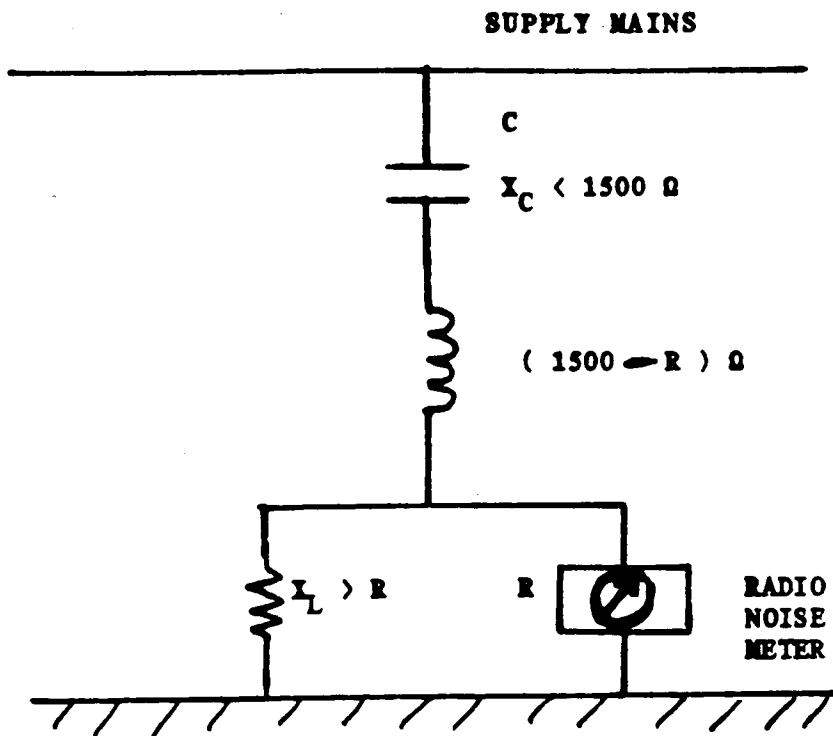 SUPPLY MAINS
C
X_C < 1500 Ω
( 1500 — R ) Ω
X_L > R
R
RADIO
NOISE
METER